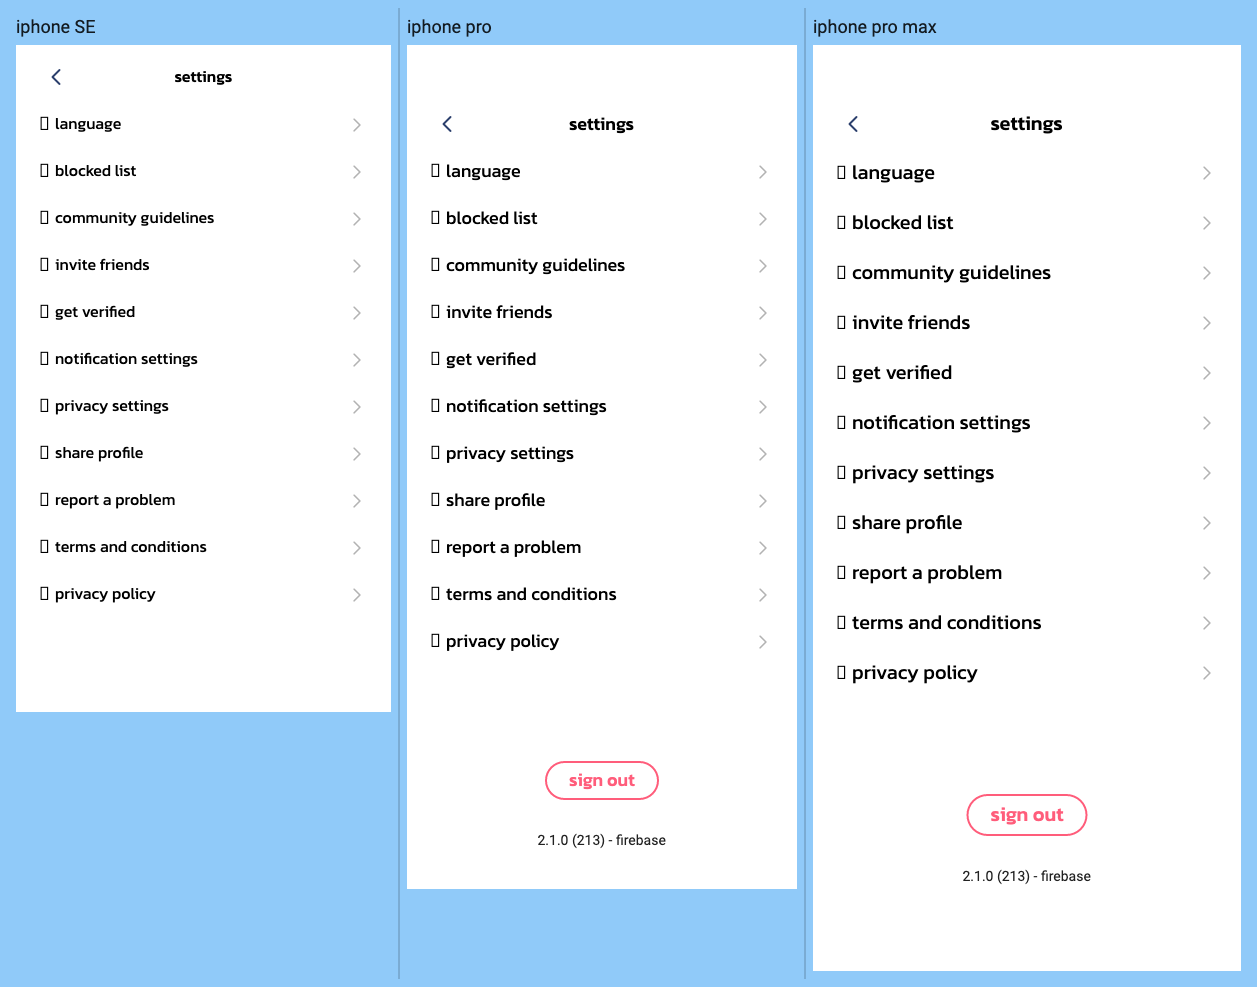 iphone SE
settings
language
blocked list
community guidelines
invite friends
get verified
notification settings
privacy settings
share profile
report a problem
terms and conditions
privacy policy
iphone pro
settings
language
blocked list
community guidelines
invite friends
get verified
notification settings
privacy settings
share profile
report a problem
terms and conditions
privacy policy
sign out
2.1.0 (213) - firebase
iphone pro max
settings
language
blocked list
community guidelines
invite friends
get verified
notification settings
privacy settings
share profile
report a problem
terms and conditions
privacy policy
sign out
2.1.0 (213) - firebase